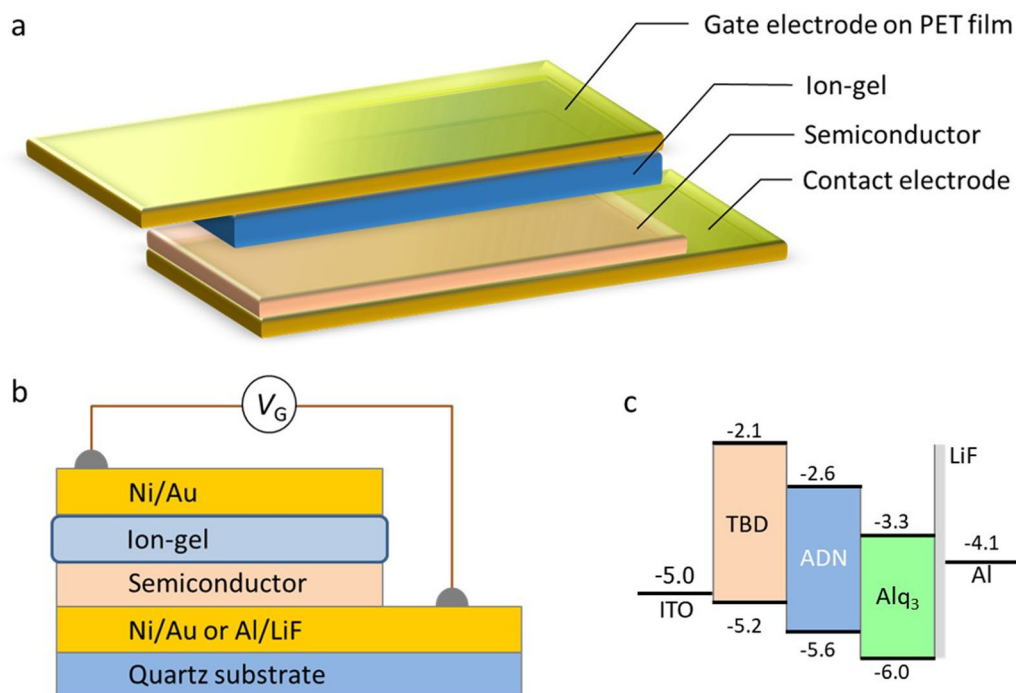 a
Gate electrode on PET film
Ion-gel
Semiconductor
Contact electrode
b
V_G
Ni/Au
Ion-gel
Semiconductor
Ni/Au or Al/LiF
Quartz substrate
c
-2.1
LiF
-2.6
TBD
-3.3
ADN
-4.1
Al
-5.0
ITO
Alq₃
-5.2
-5.6
-6.0